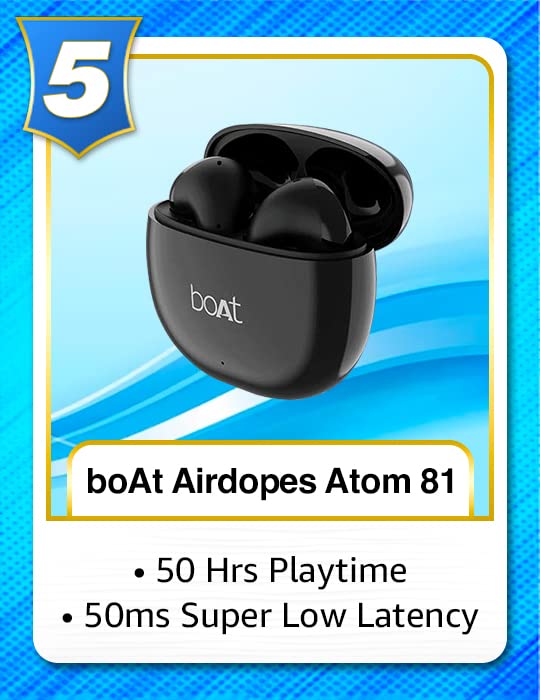 5
boAt
boAt Airdopes Atom 81
• 50 Hrs Playtime
• 50ms Super Low Latency